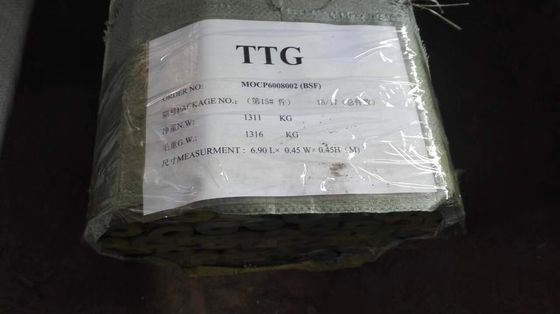 TTG
ORDER NO: MOCP6008002 (BSF)
PACKAGE NO.: (第15# 件)
净重N.W: 1311 KG
毛重G.W.: 1316 KG
尺寸MEASURMENT : 6.90 L× 0.45 W× 0.45H (M)